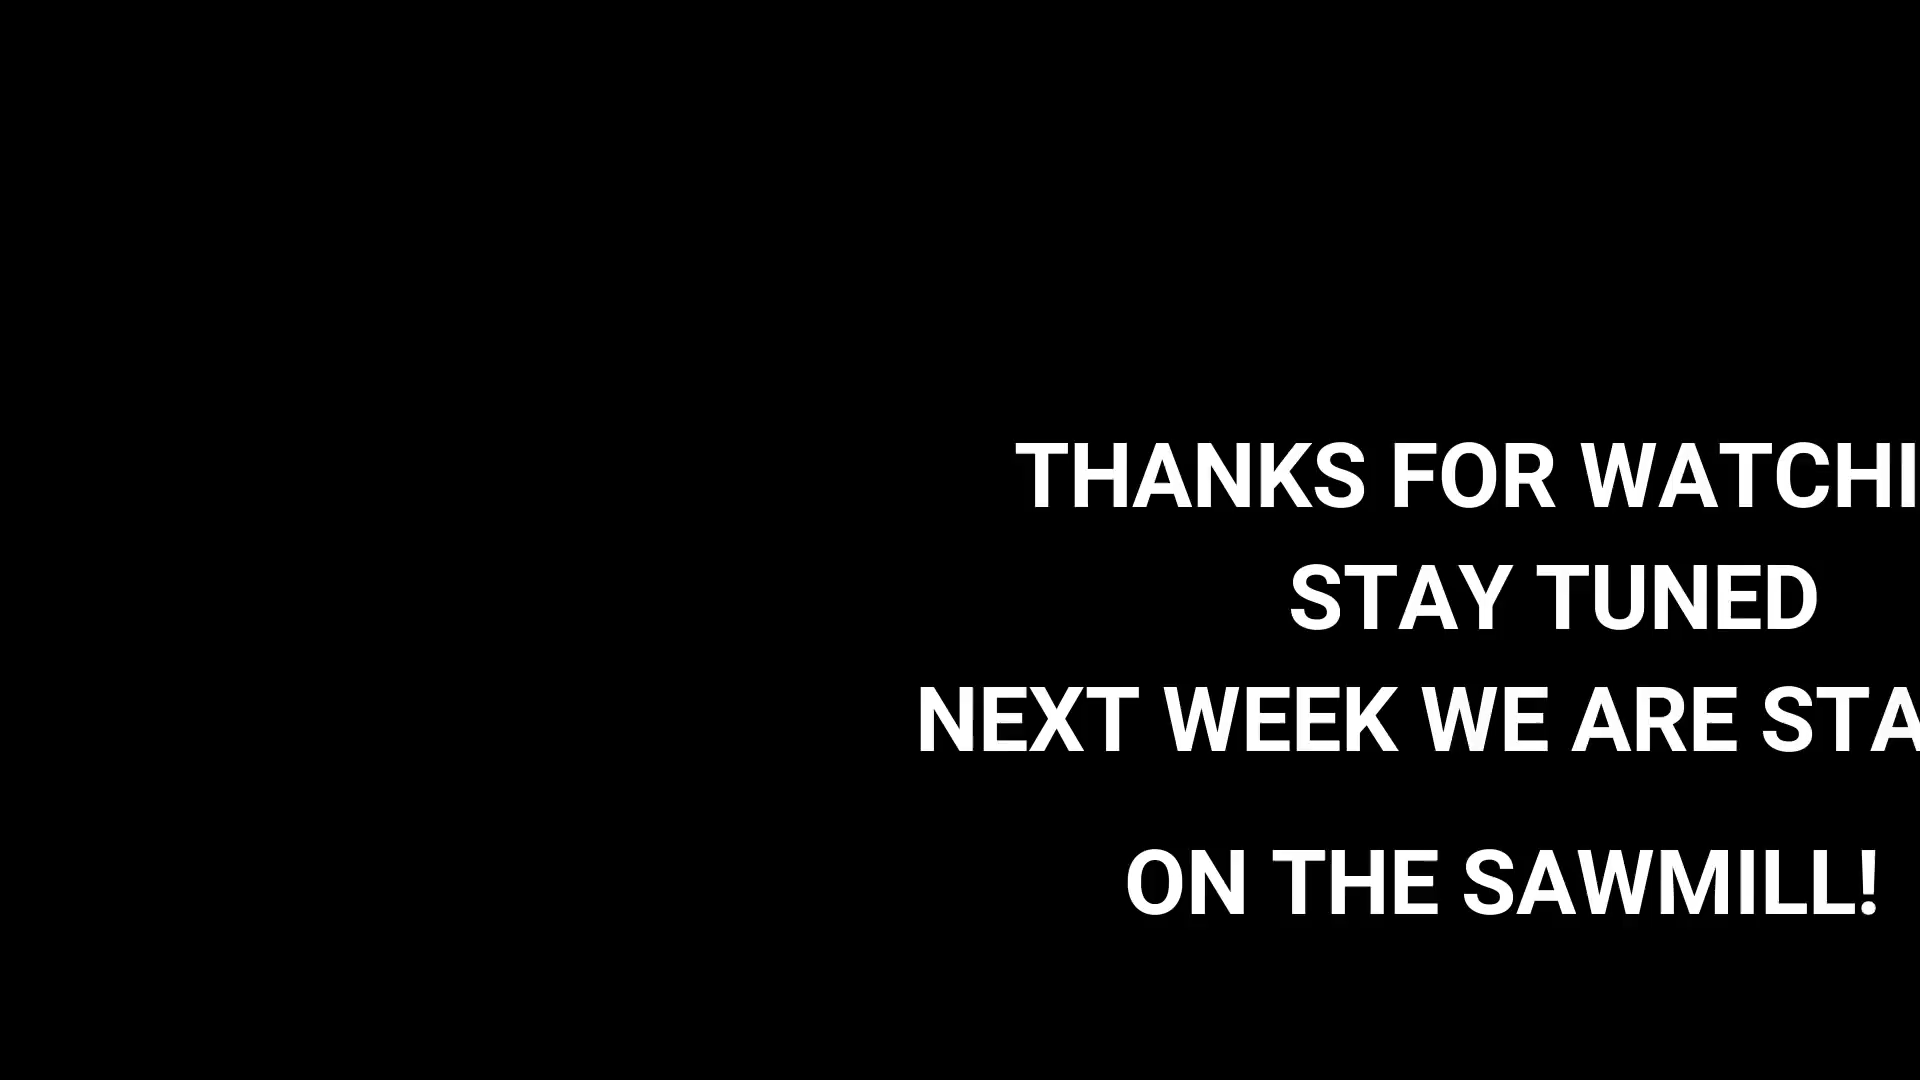 THANKS FOR WATCHI
STAY TUNED
NEXT WEEK WE ARE STA
ON THE SAWMILL!